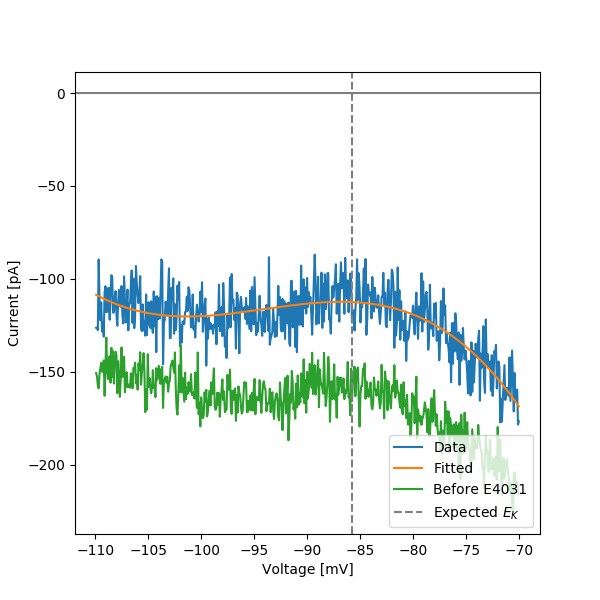 0
−50
−100
−150
−200
Current [pA]
−110 −105 −100 −95 −90 −85 −80 −75 −70
Voltage [mV]
Data
Fitted
Before E4031
Expected E_K